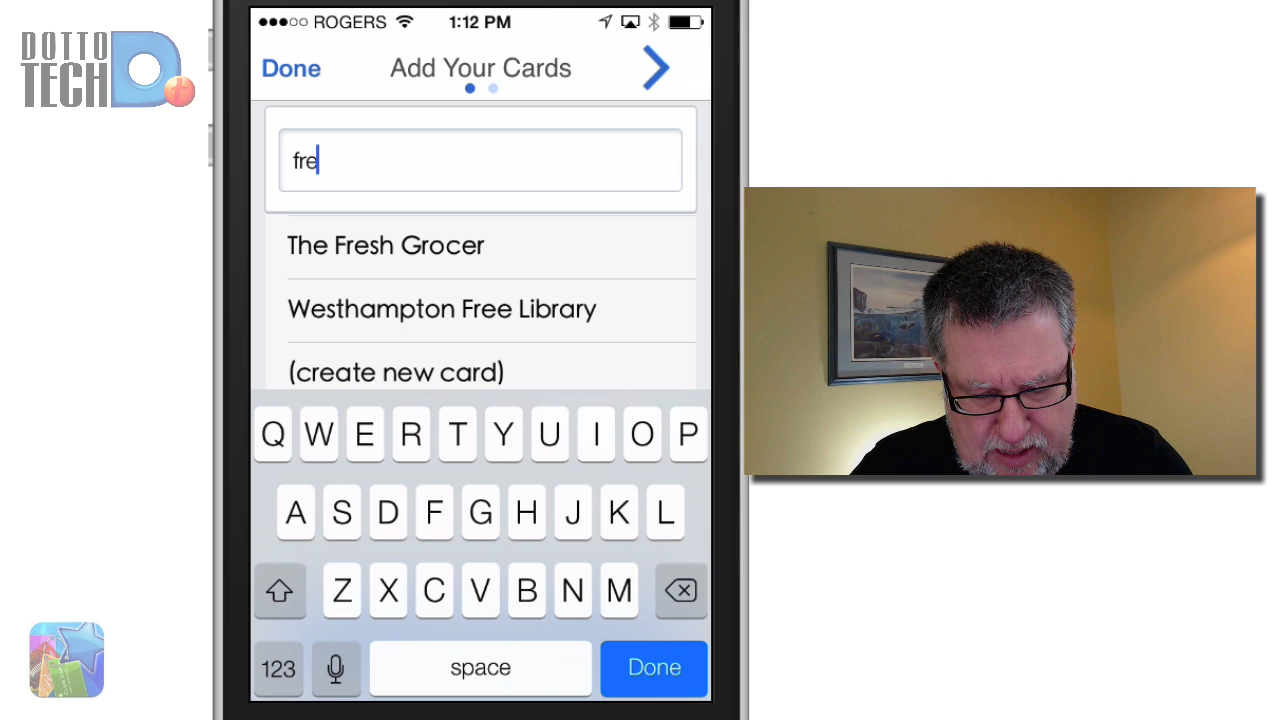 DOTTO
TECH
ROGERS 1:12 PM
Done Add Your Cards
fre
The Fresh Grocer
Westhampton Free Library
(create new card)
Q W E R T Y U I O P
A S D F G H J K L
Z X C V B N M
123 space Done